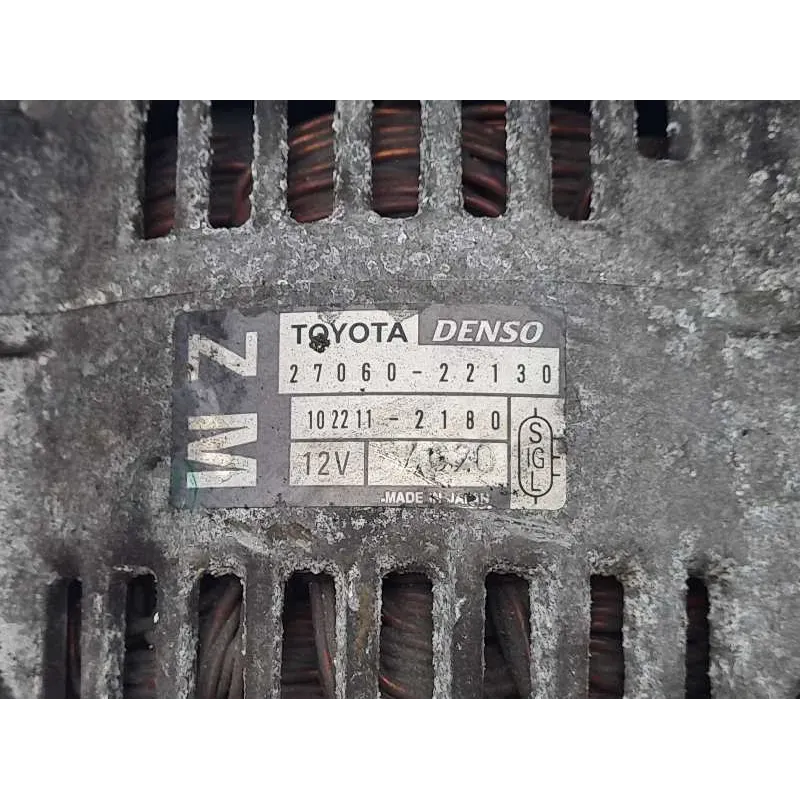 MZ
TOYOTA DENSO
27060-22130
102211-2180
12V
S
IG
L
MADE IN JAPAN